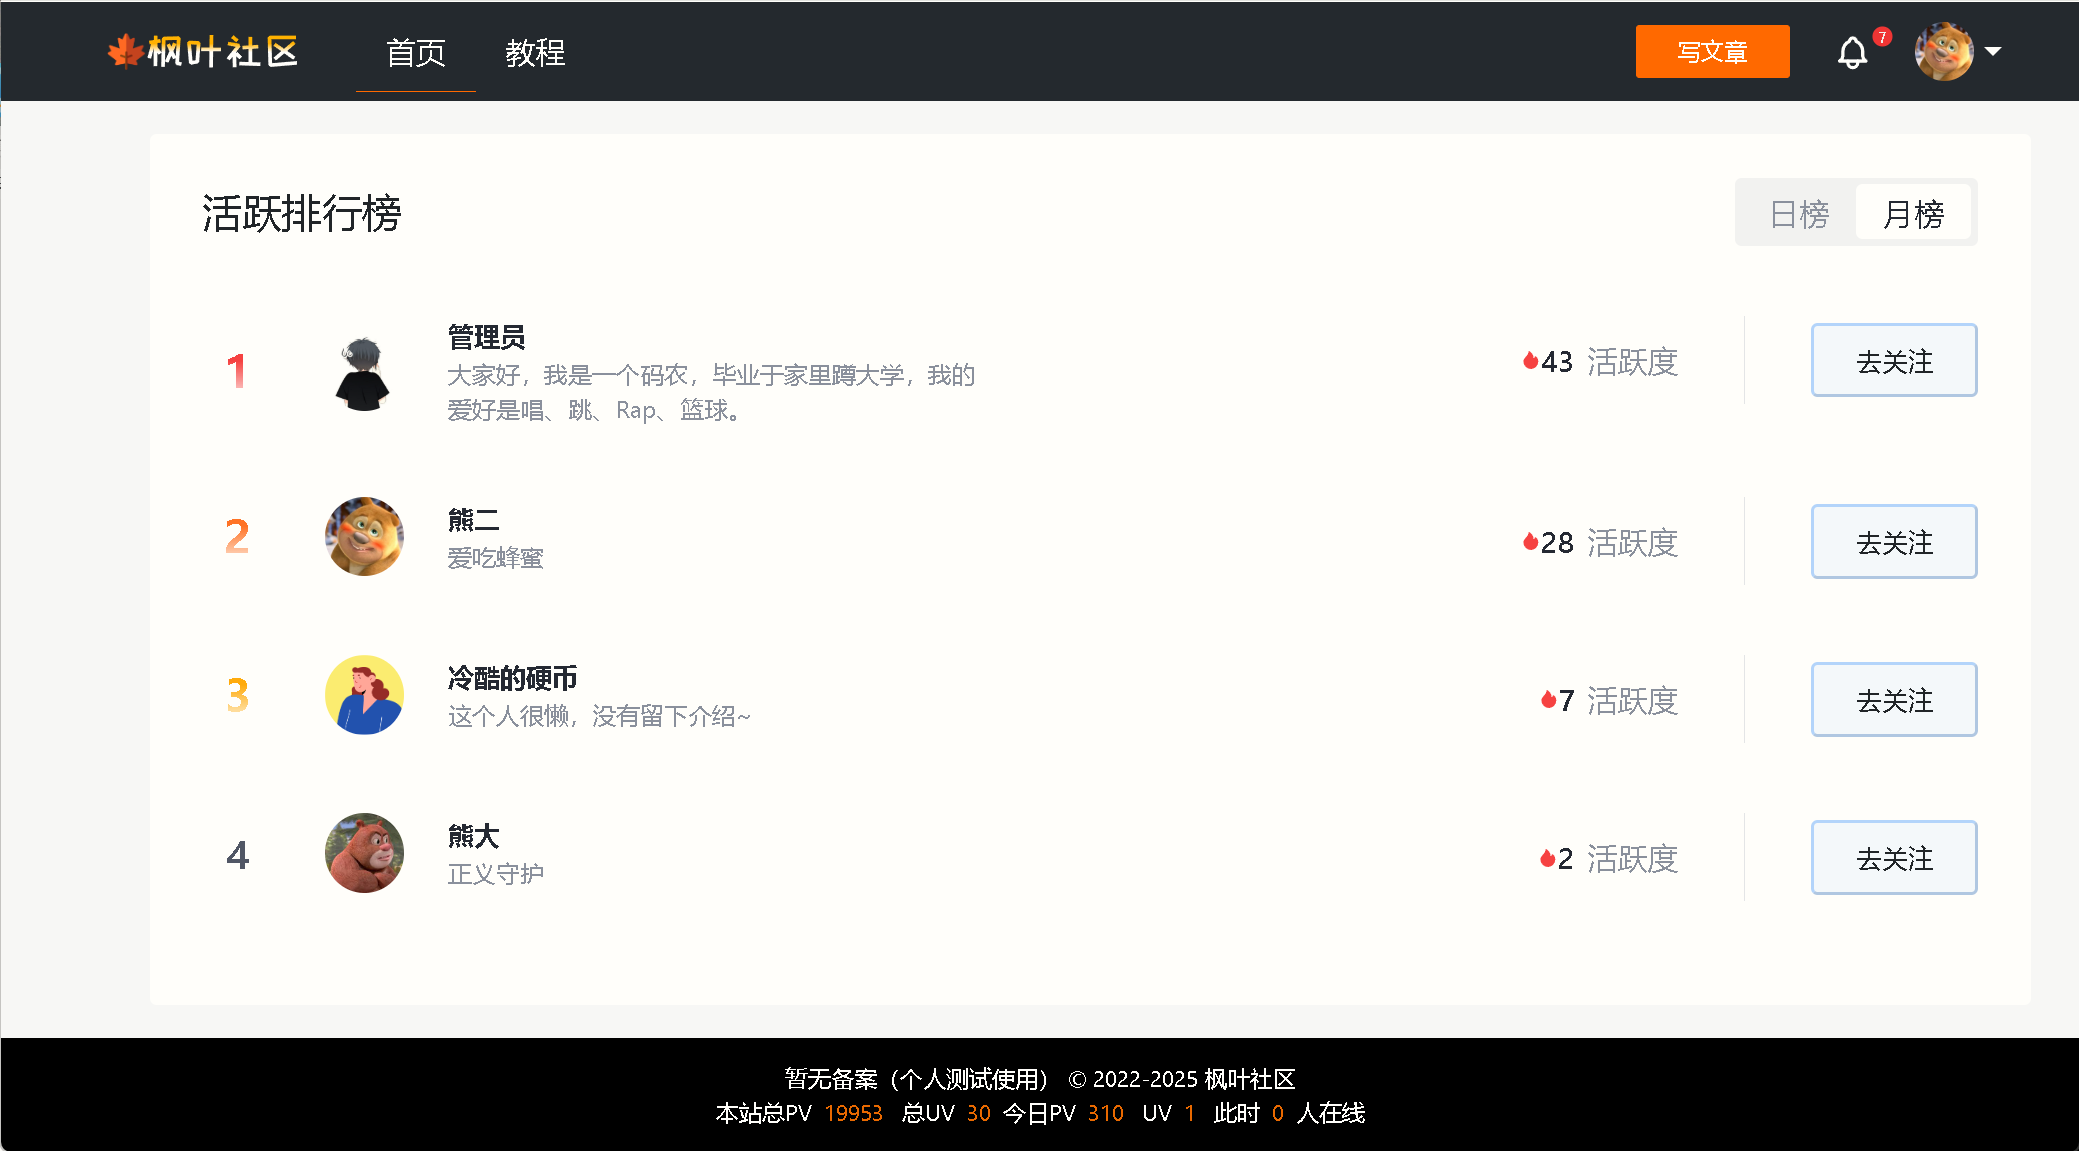 枫叶社区 首页 教程 写文章 7
活跃排行榜 日榜 月榜
1 管理员
大家好，我是一个码农，毕业于家里蹲大学，我的
爱好是唱、跳、Rap、篮球。
43 活跃度 去关注
2 熊二
爱吃蜂蜜
28 活跃度 去关注
3 冷酷的硬币
这个人很懒，没有留下介绍~
7 活跃度 去关注
4 熊大
正义守护
2 活跃度 去关注
暂无备案（个人测试使用） © 2022-2025 枫叶社区
本站总PV 19953 总UV 30 今日PV 310 UV 1 此时 0 人在线